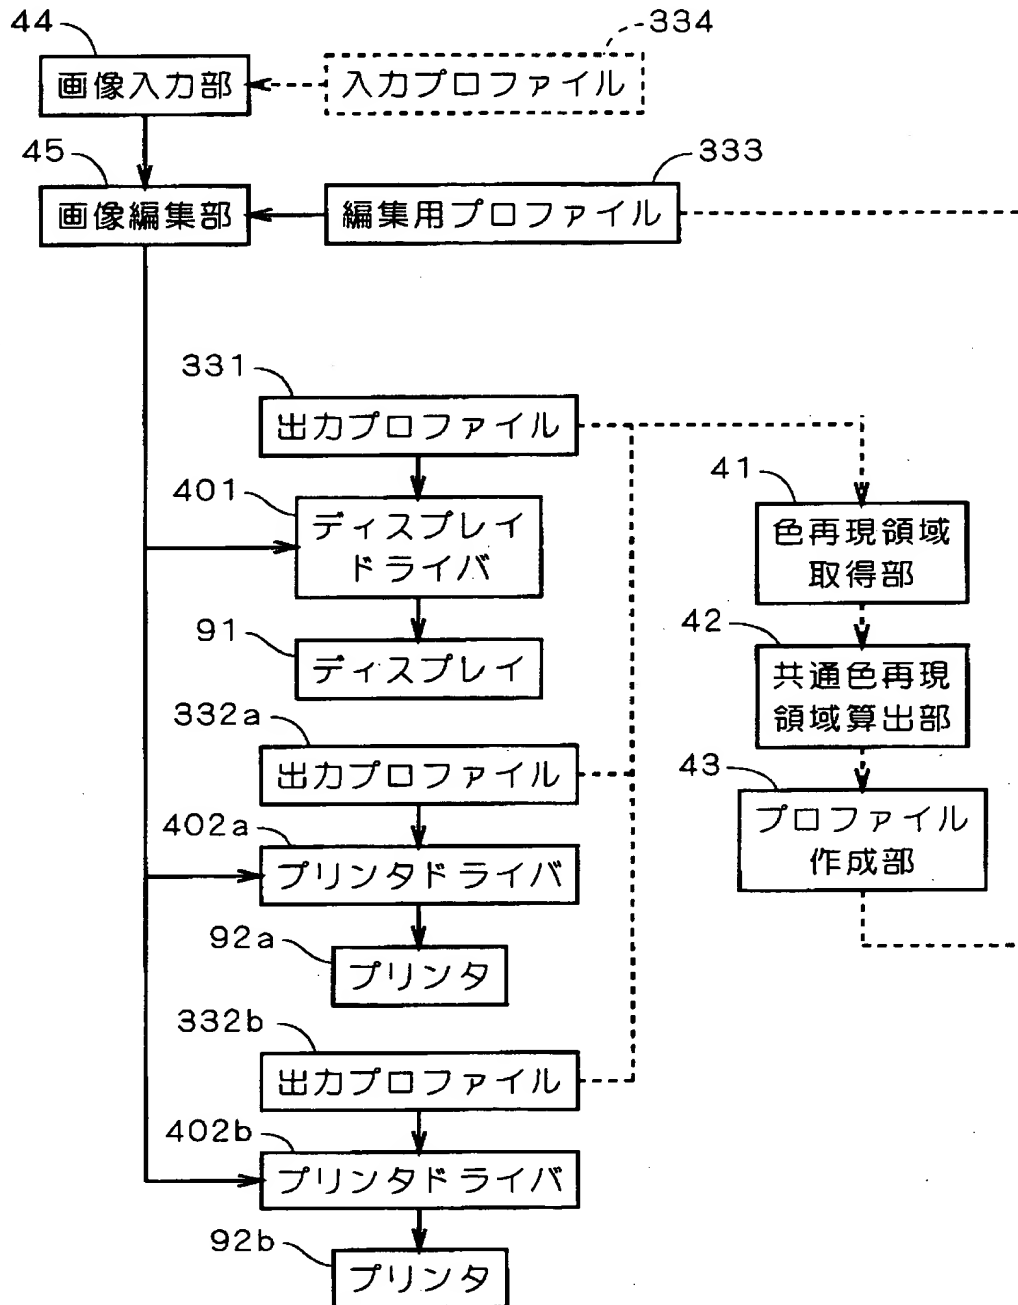 44
画像入力部
334
入力プロファイル
45
画像編集部
333
編集用プロファイル
331
出力プロファイル
401
ディスプレイ
ドライバ
91
ディスプレイ
332a
出力プロファイル
402a
プリンタドライバ
92a
プリンタ
332b
出力プロファイル
402b
プリンタドライバ
92b
プリンタ
41
色再現領域
取得部
42
共通色再現
領域算出部
43
プロファイル
作成部